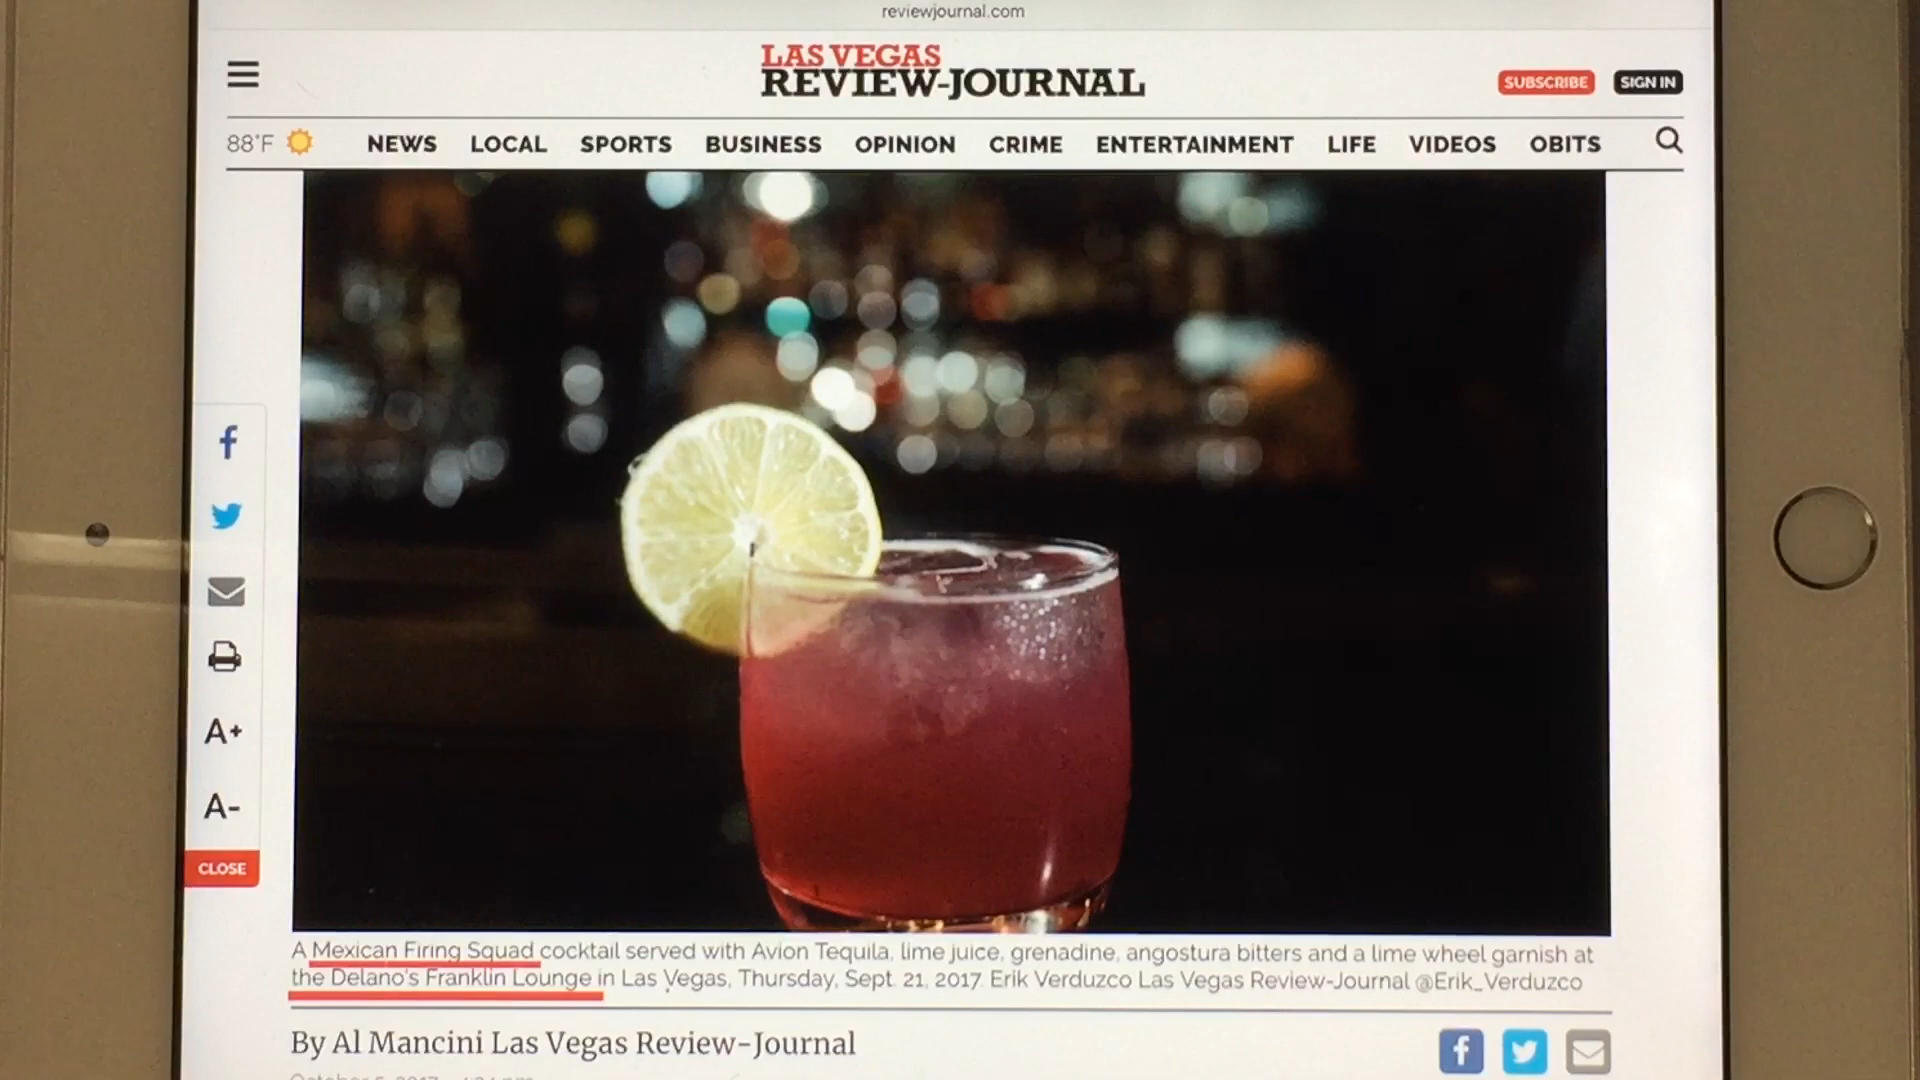 reviewjournal.com
LAS VEGAS
REVIEW-JOURNAL
SUBSCRIBE
SIGN IN
88°F
NEWS LOCAL SPORTS BUSINESS OPINION CRIME ENTERTAINMENT LIFE VIDEOS OBITS
A+
A-
CLOSE
A Mexican Firing Squad cocktail served with Avion Tequila, lime juice, grenadine, angostura bitters and a lime wheel garnish at
the Delano's Franklin Lounge in Las Vegas, Thursday, Sept. 21, 2017. Erik Verduzco Las Vegas Review-Journal @Erik_Verduzco
By Al Mancini Las Vegas Review-Journal